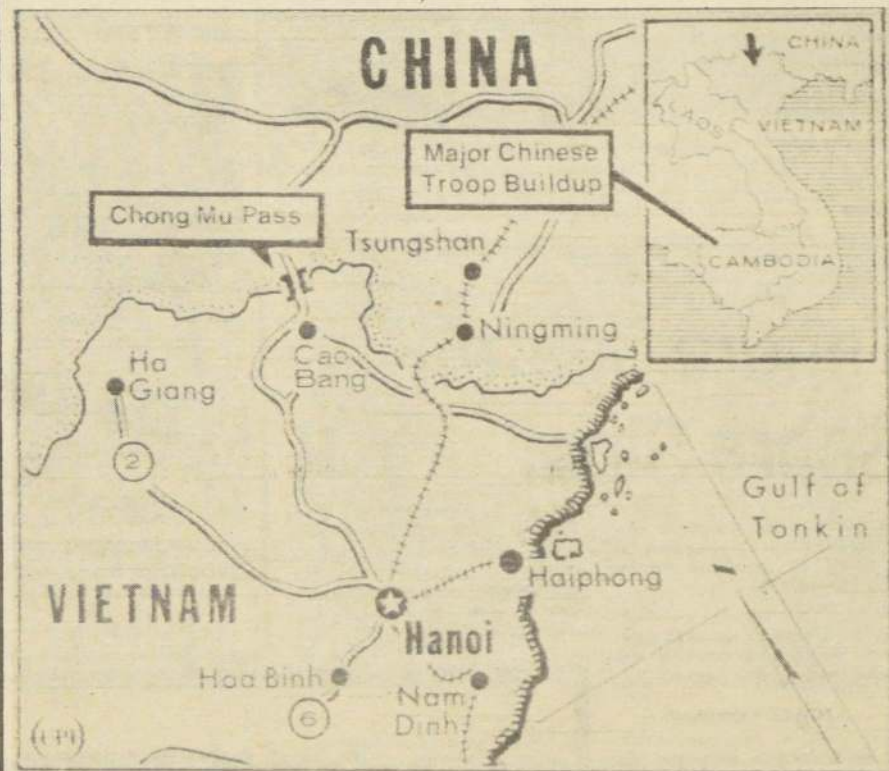 CHINA
CHINA
LAOS
VIETNAM
CAMBODIA
Major Chinese
Troop Buildup
Chong Mu Pass
Tsungshan
Ningming
Cao
Bang
Ha
Giang
2
Gulf of
Tonkin
Haiphong
VIETNAM
Hanoi
Hoa Binh
Nam
Dinh
6
(UPI)